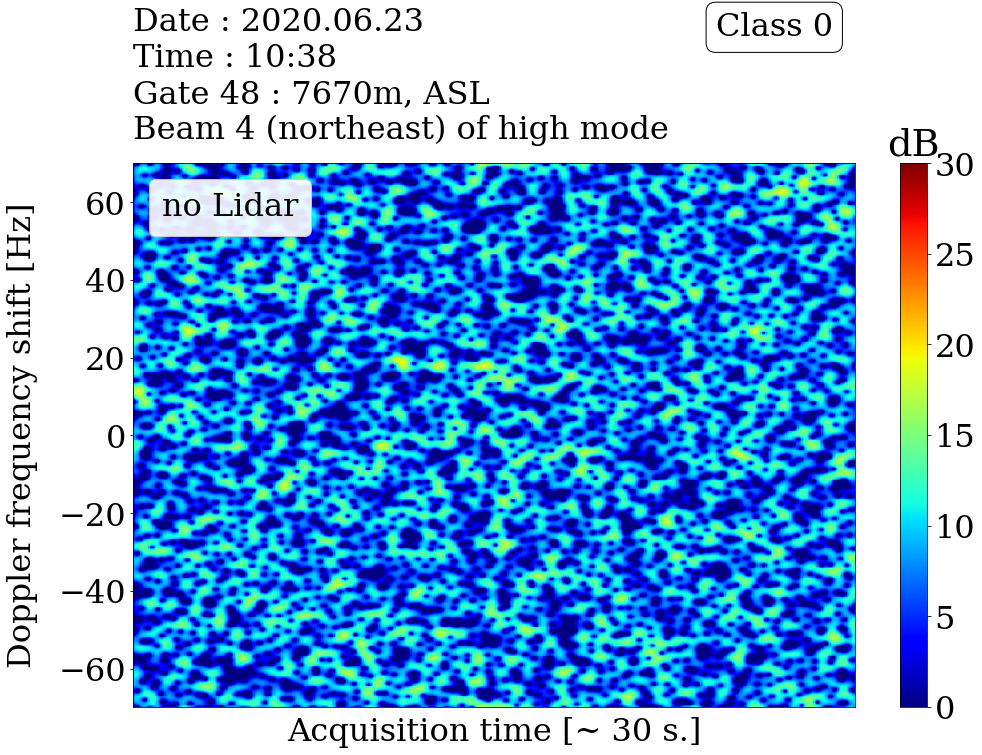 Date : 2020.06.23
Time : 10:38
Gate 48 : 7670m, ASL
Beam 4 (northeast) of high mode
Class 0
dB
no Lidar
Doppler frequency shift [Hz]
60
40
20
0
−20
−40
−60
30
25
20
15
10
5
0
Acquisition time [~ 30 s.]